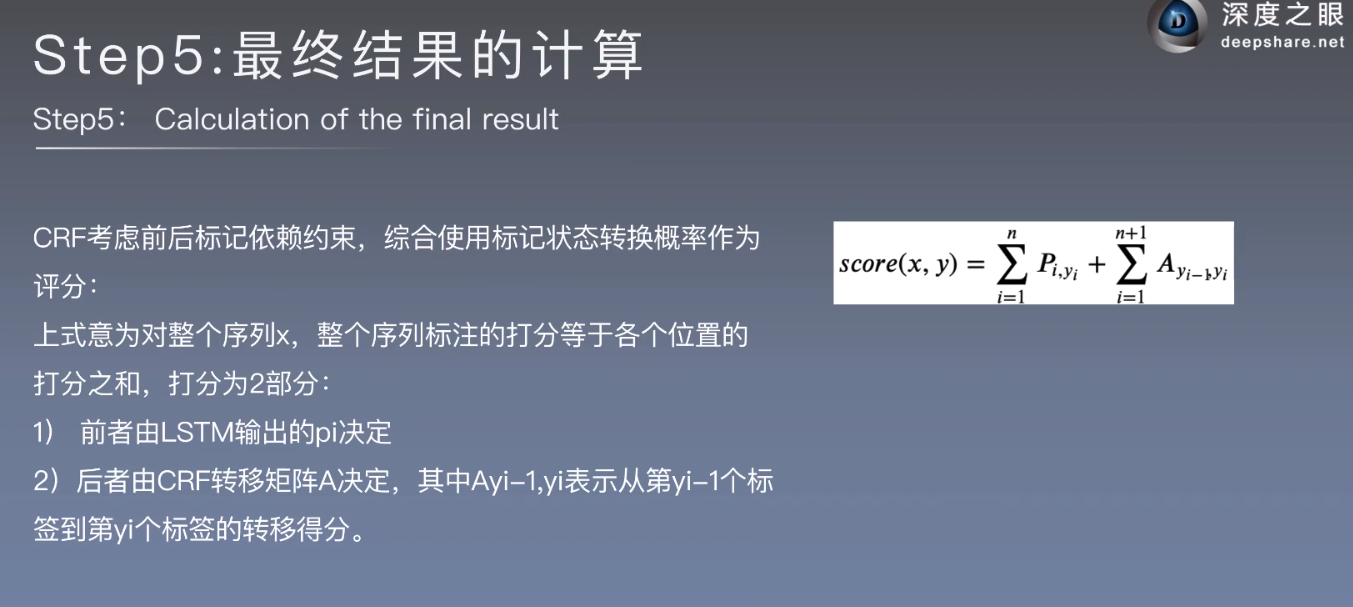 深度之眼
deepshare.net
Step5:最终结果的计算
Step5： Calculation of the final result
CRF考虑前后标记依赖约束，综合使用标记状态转换概率作为
评分：
上式意为对整个序列x，整个序列标注的打分等于各个位置的
打分之和，打分为2部分：
1） 前者由LSTM输出的pi决定
2）后者由CRF转移矩阵A决定，其中Ayi-1,yi表示从第yi-1个标
签到第yi个标签的转移得分。
score(x, y) = ∑_{i=1}^{n} P_{i,y_i} + ∑_{i=1}^{n+1} A_{y_{i-1},y_i}